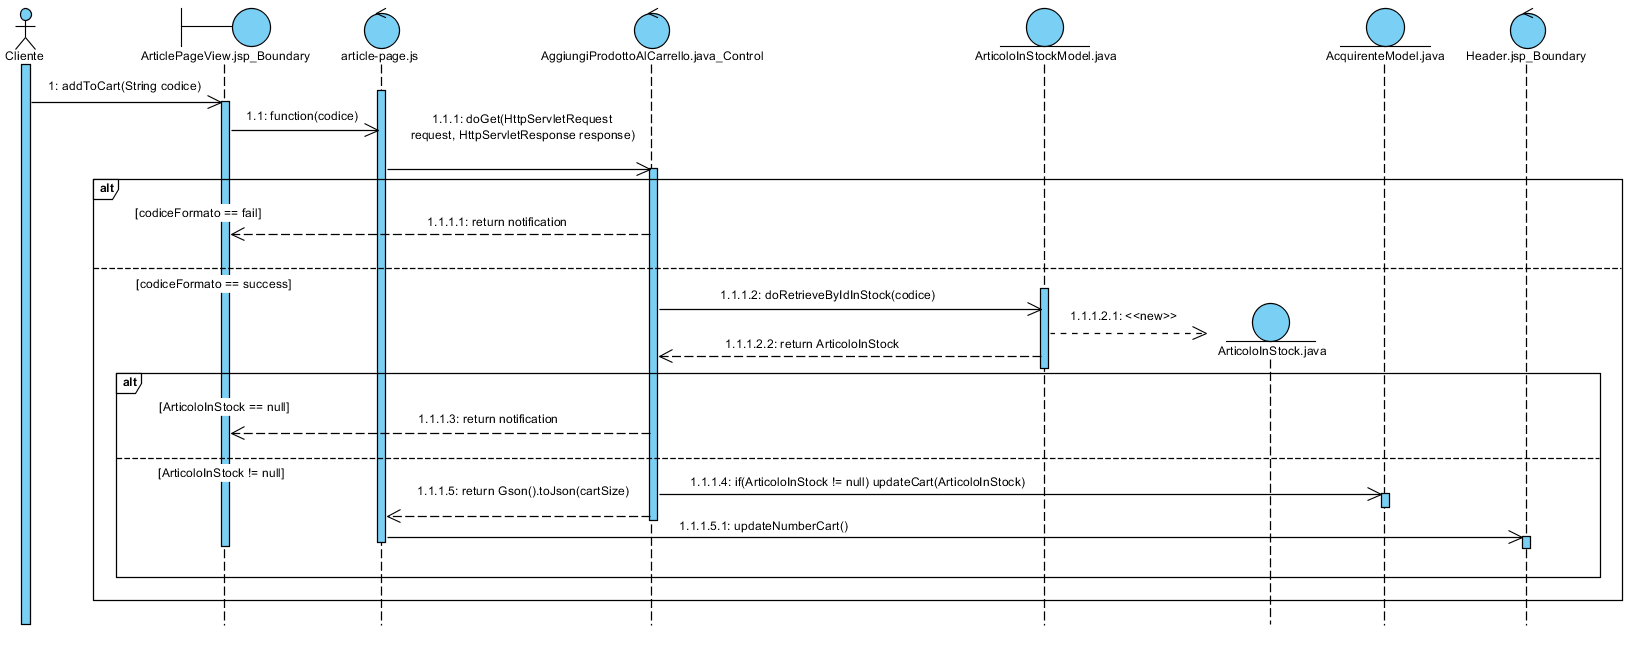 Cliente
ArticlePageView.jsp_Boundary
article-page.js
AggiungiProdottoAlCarrello.java_Control
ArticoloInStockModel.java
AcquirenteModel.java
Header.jsp_Boundary
1: addToCart(String codice)
1.1: function(codice)
1.1.1: doGet(HttpServletRequest
request, HttpServletResponse response)
alt
[codiceFormato == fail]
1.1.1.1: return notification
[codiceFormato == success]
1.1.1.2: doRetrieveByIdInStock(codice)
1.1.1.2.1: <<new>>
1.1.1.2.2: return ArticoloInStock
ArticoloInStock.java
alt
[ArticoloInStock == null]
1.1.1.3: return notification
[ArticoloInStock != null]
1.1.1.4: if(ArticoloInStock != null) updateCart(ArticoloInStock)
1.1.1.5: return Gson().toJson(cartSize)
1.1.1.5.1: updateNumberCart()